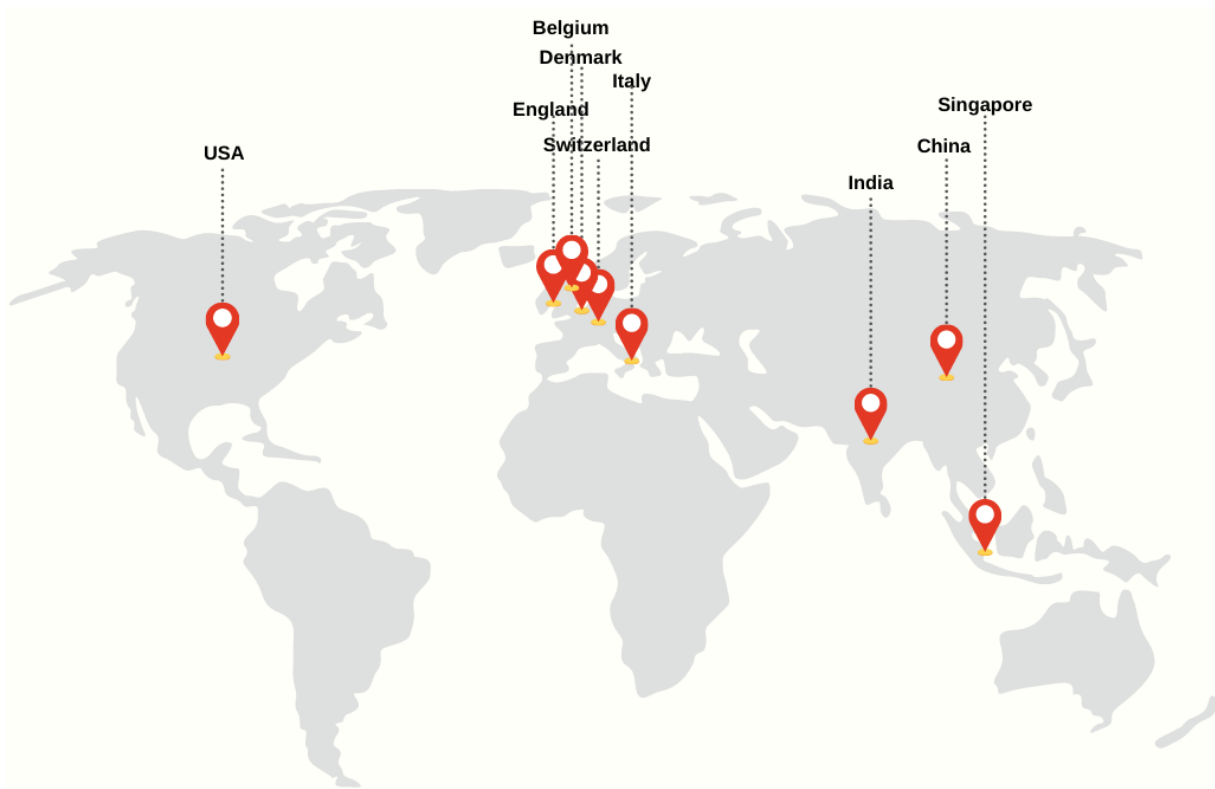 Belgium
Denmark
Italy
Singapore
England
Switzerland
China
USA
India